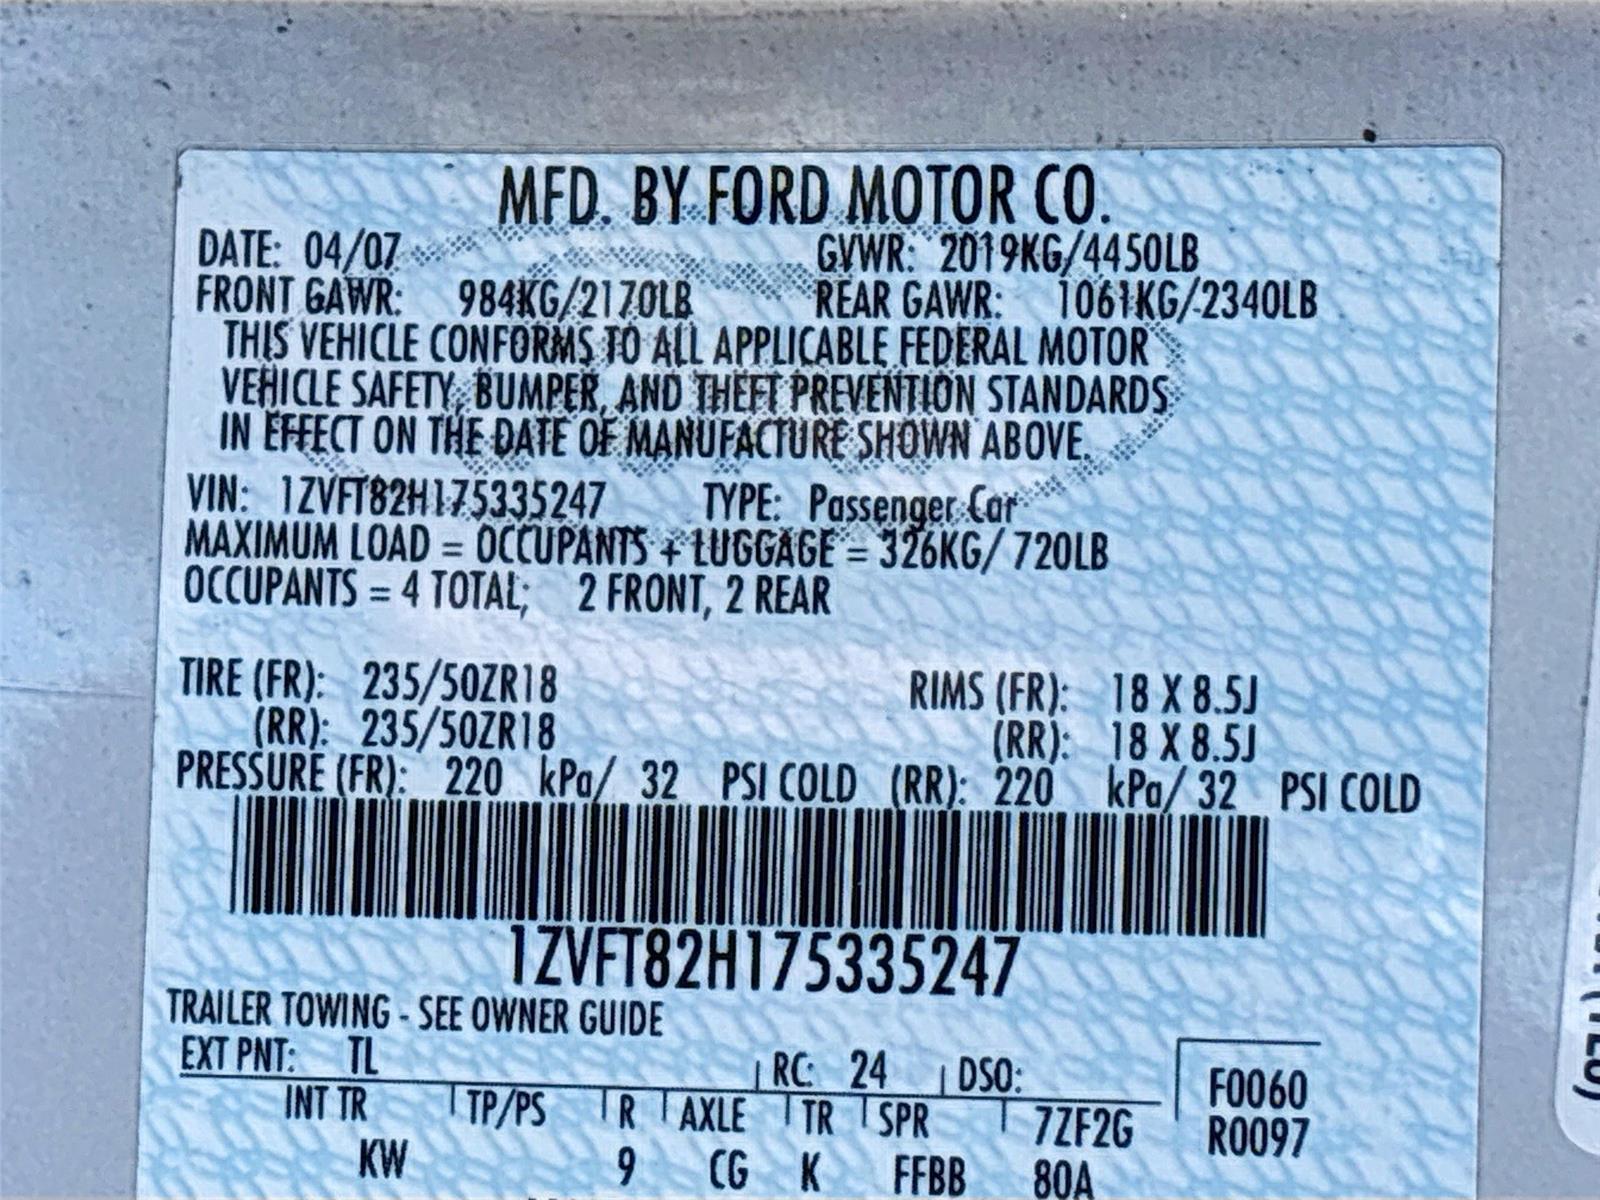 MFD. BY FORD MOTOR CO.
DATE: 04/07 GVWR: 2019KG/4450LB
FRONT GAWR: 984KG/2170LB REAR GAWR: 1061KG/2340LB
THIS VEHICLE CONFORMS TO ALL APPLICABLE FEDERAL MOTOR
VEHICLE SAFETY, BUMPER, AND THEFT PREVENTION STANDARDS
IN EFFECT ON THE DATE OF MANUFACTURE SHOWN ABOVE.
VIN: 1ZVFT82H175335247 TYPE: Passenger Car
MAXIMUM LOAD = OCCUPANTS + LUGGAGE = 326KG/ 720LB
OCCUPANTS = 4 TOTAL; 2 FRONT, 2 REAR
TIRE (FR): 235/50ZR18 RIMS (FR): 18 X 8.5J
(RR): 235/50ZR18 (RR): 18 X 8.5J
PRESSURE (FR): 220 kPa/ 32 PSI COLD (RR): 220 kPa/ 32 PSI COLD
1ZVFT82H175335247
TRAILER TOWING - SEE OWNER GUIDE
EXT PNT: TL RC: 24 DSO: F0060
INT TR TP/PS R AXLE TR SPR 7ZF2G R0097
KW 9 CG K FFBB 80A